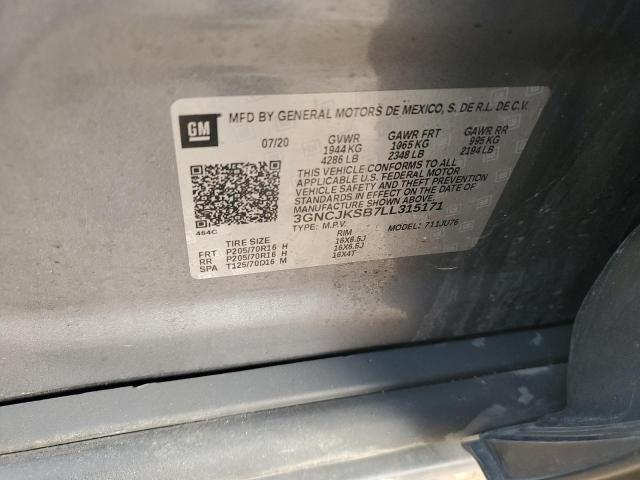 GM
MFD BY GENERAL MOTORS DE MEXICO, S. DE R.L. DE C.V.
07/20 GVWR GAWR FRT GAWR RR
1944 KG 1065 KG 995 KG
4286 LB 2348 LB 2194 LB
THIS VEHICLE CONFORMS TO ALL
APPLICABLE U.S. FEDERAL MOTOR
VEHICLE SAFETY AND THEFT PREVENTION
STANDARDS IN EFFECT ON THE DATE OF
MANUFACTURE SHOWN ABOVE.
3GNCJKSB7LL315171
464C TYPE: M.P.V. MODEL: 711JU76
TIRE SIZE RIM
FRT P205/70R16 H 16X6.5J
RR P205/70R16 H 16X6.5J
SPA T125/70D16 M 16X4T